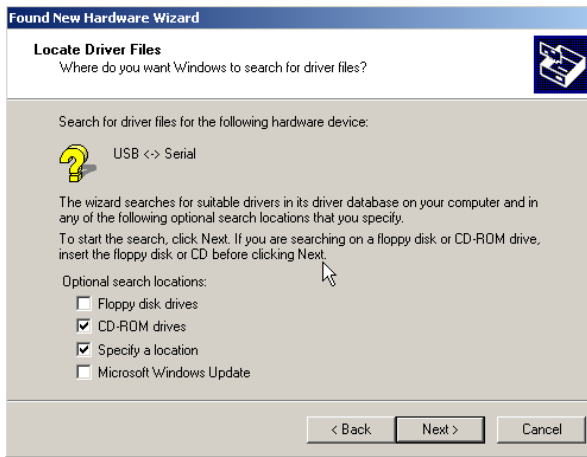 Found New Hardware Wizard
Locate Driver Files
Where do you want Windows to search for driver files?
Search for driver files for the following hardware device:
USB <-> Serial
The wizard searches for suitable drivers in its driver database on your computer and in
any of the following optional search locations that you specify.
To start the search, click Next. If you are searching on a floppy disk or CD-ROM drive,
insert the floppy disk or CD before clicking Next.
Optional search locations:
Floppy disk drives
CD-ROM drives
Specify a location
Microsoft Windows Update
< Back Next > Cancel